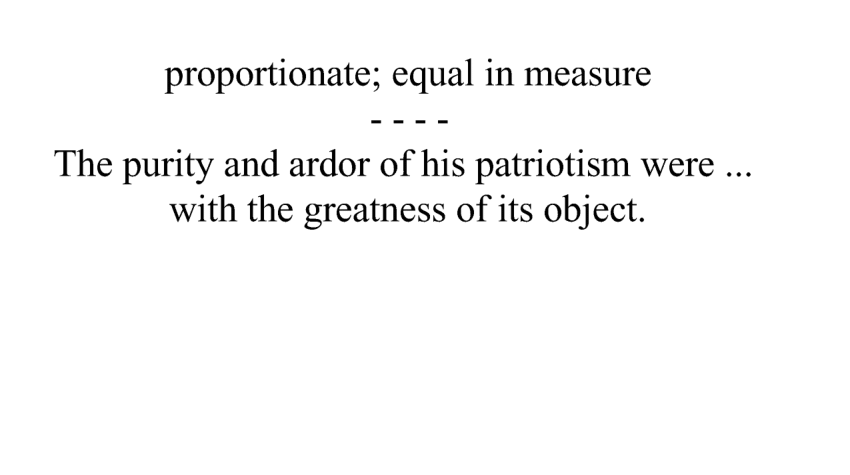 proportionate; equal in measure
- - - -
The purity and ardor of his patriotism were ...
with the greatness of its object.